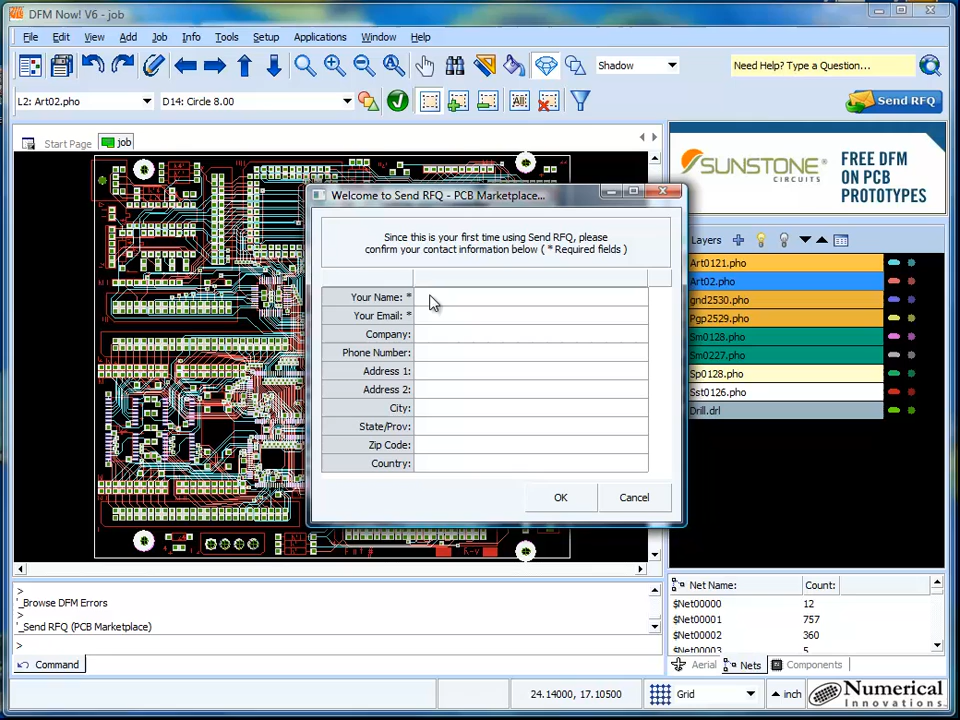 DFM Now! V6 - job
File Edit View Add Job Info Tools Setup Applications Window Help
Shadow
Need Help? Type a Question...
L2: Art02.pho
D14: Circle 8.00
All
Send RFQ
Start Page
job
SUNSTONE®
CIRCUITS
FREE DFM
ON PCB
PROTOTYPES
Welcome to Send RFQ - PCB Marketplace...
Since this is your first time using Send RFQ, please
confirm your contact information below ( * Required fields )
Your Name: *
Your Email: *
Company:
Phone Number:
Address 1:
Address 2:
City:
State/Prov:
Zip Code:
Country:
OK
Cancel
Layers
Art0121.pho
Art02.pho
gnd2530.pho
Pgp2529.pho
Sm0128.pho
Sm0227.pho
Sp0128.pho
Sst0126.pho
Drill.drl
>
'_Browse DFM Errors
>
'_Send RFQ (PCB Marketplace)
>
Command
Net Name: Count:
$Net00000 12
$Net00001 757
$Net00002 360
$Net00003 5
Aerial
Nets
Components
24.14000, 17.10500
Grid
inch
Numerical
Innovations